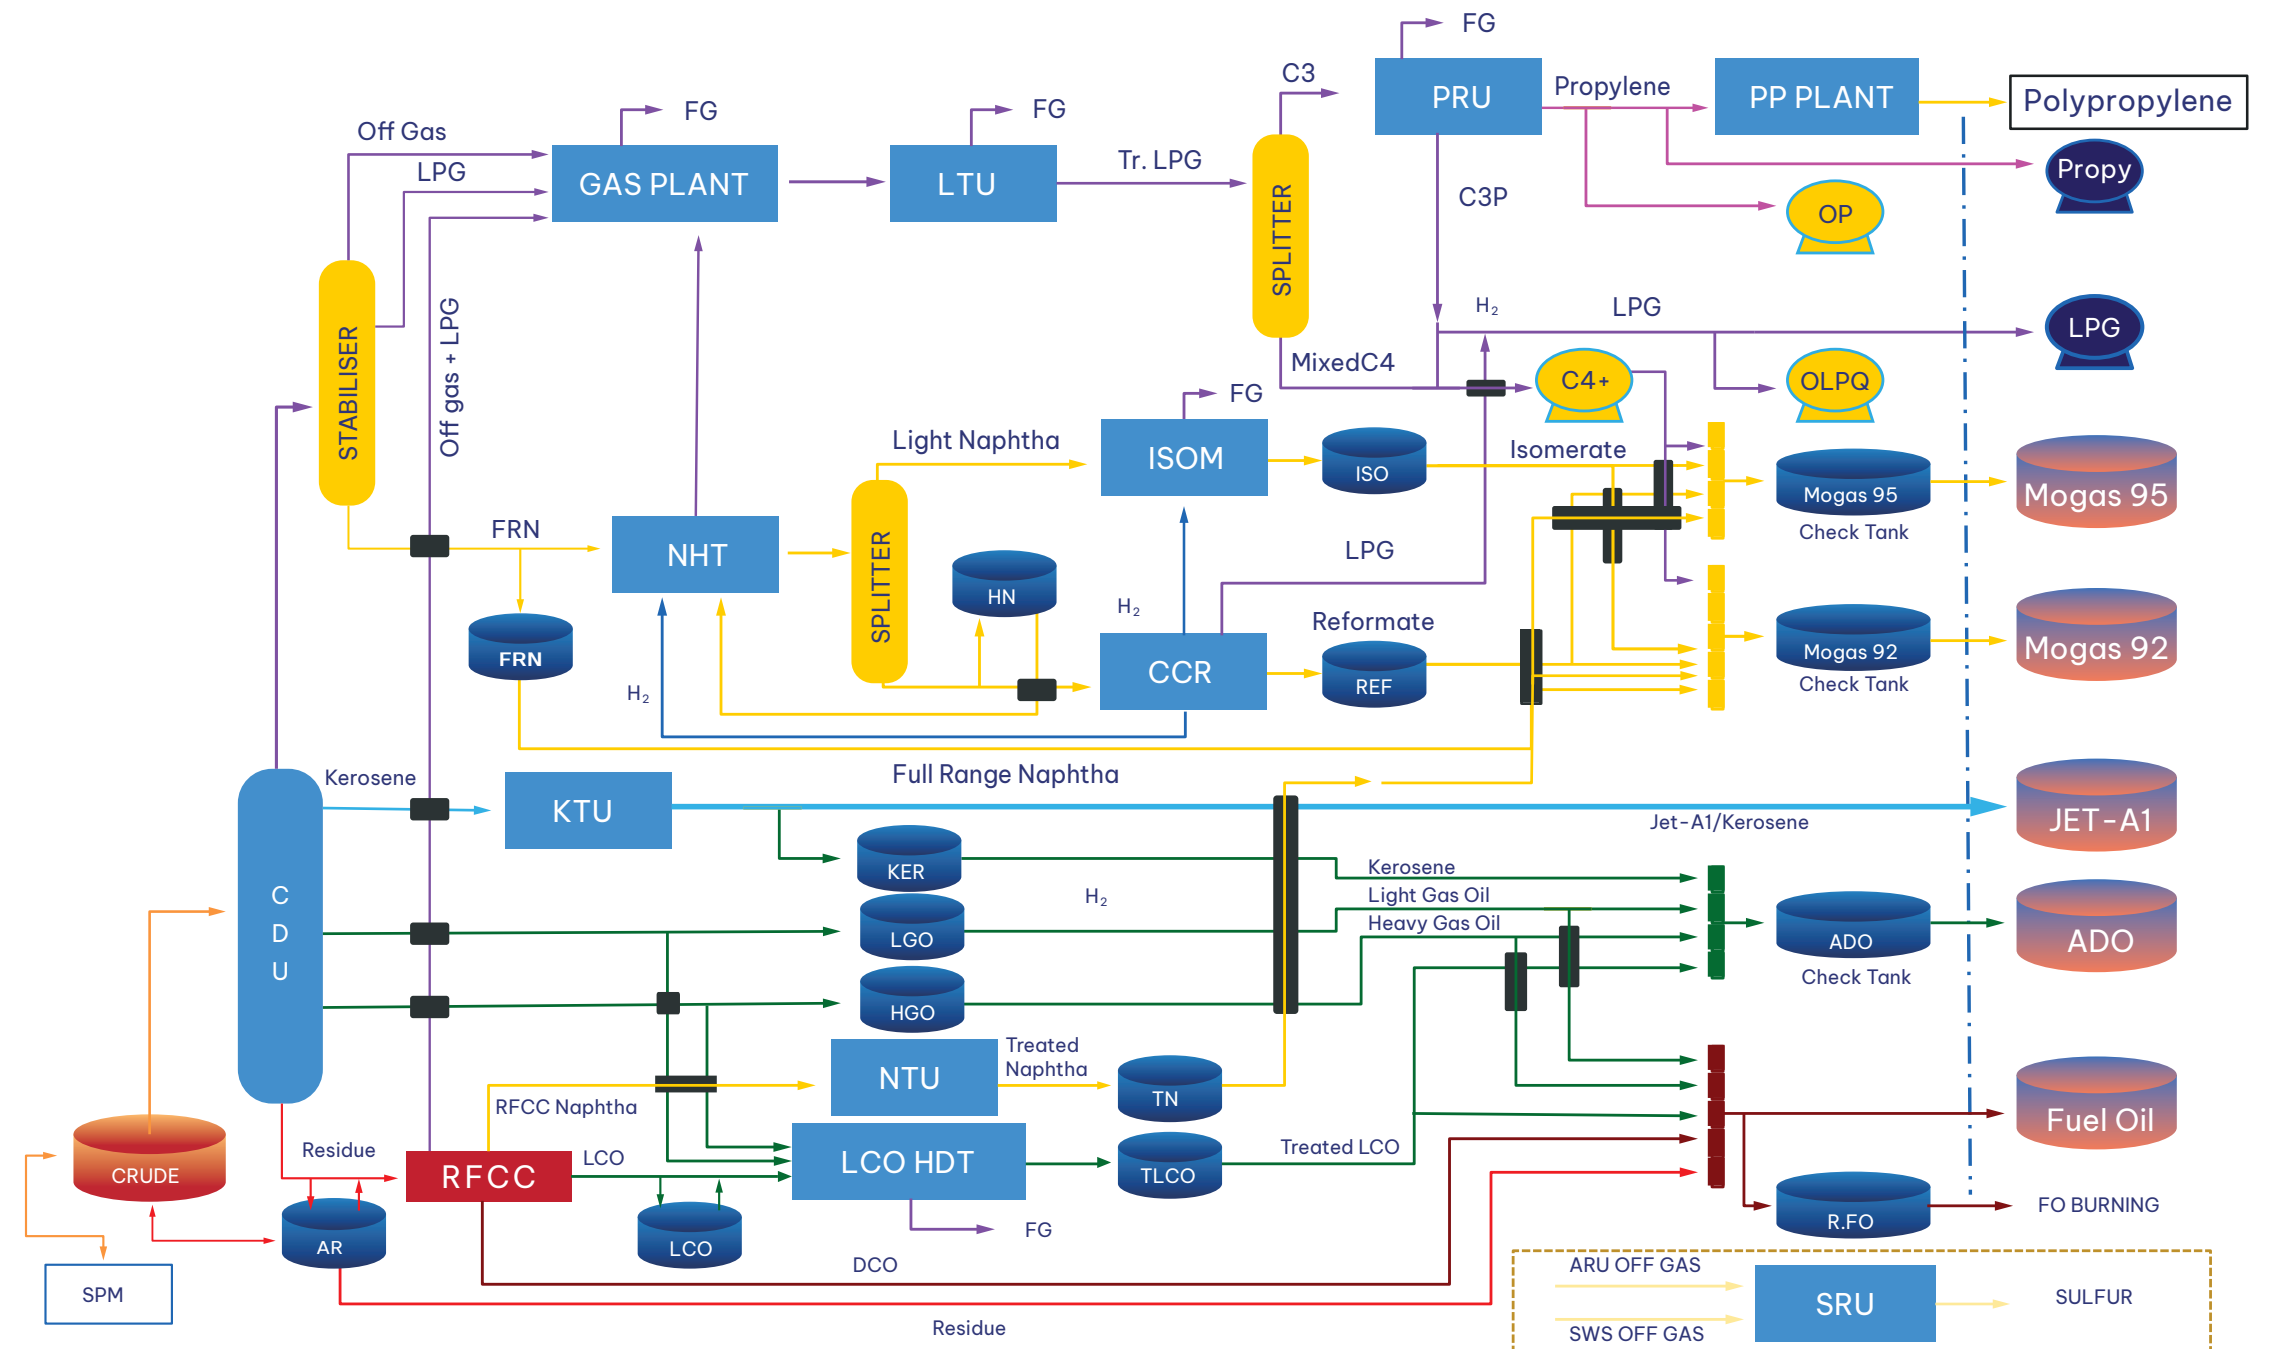 FG
C3
PRU
Propylene
PP PLANT
Polypropylene
FG
FG
Off Gas
LPG
GAS PLANT
LTU
Tr. LPG
SPLITTER
C3P
Propy
OP
STABILISER
Off gas + LPG
H₂
LPG
LPG
MixedC4
C4+
OLPQ
FG
Light Naphtha
ISOM
ISO
Isomerate
Mogas 95
Check Tank
Mogas 95
FRN
NHT
SPLITTER
HN
LPG
H₂
Reformate
FRN
H₂
CCR
REF
Mogas 92
Check Tank
Mogas 92
Kerosene
KTU
Full Range Naphtha
Jet-A1/Kerosene
JET-A1
C
D
U
KER
LGO
HGO
H₂
Kerosene
Light Gas Oil
Heavy Gas Oil
ADO
Check Tank
ADO
NTU
Treated
Naphtha
TN
RFCC Naphtha
Fuel Oil
CRUDE
Residue
RFCC
LCO
LCO HDT
TLCO
Treated LCO
AR
LCO
FG
R.FO
FO BURNING
SPM
DCO
Residue
ARU OFF GAS
SWS OFF GAS
SRU
SULFUR